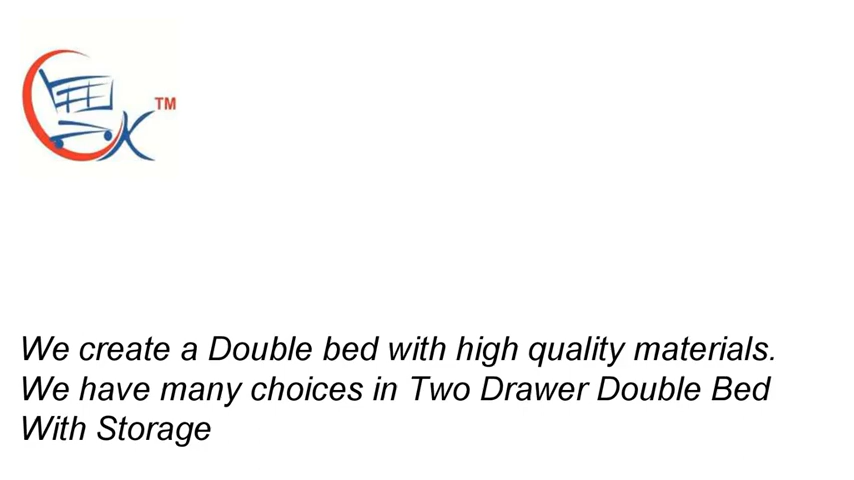 TM
We create a Double bed with high quality materials.
We have many choices in Two Drawer Double Bed
With Storage